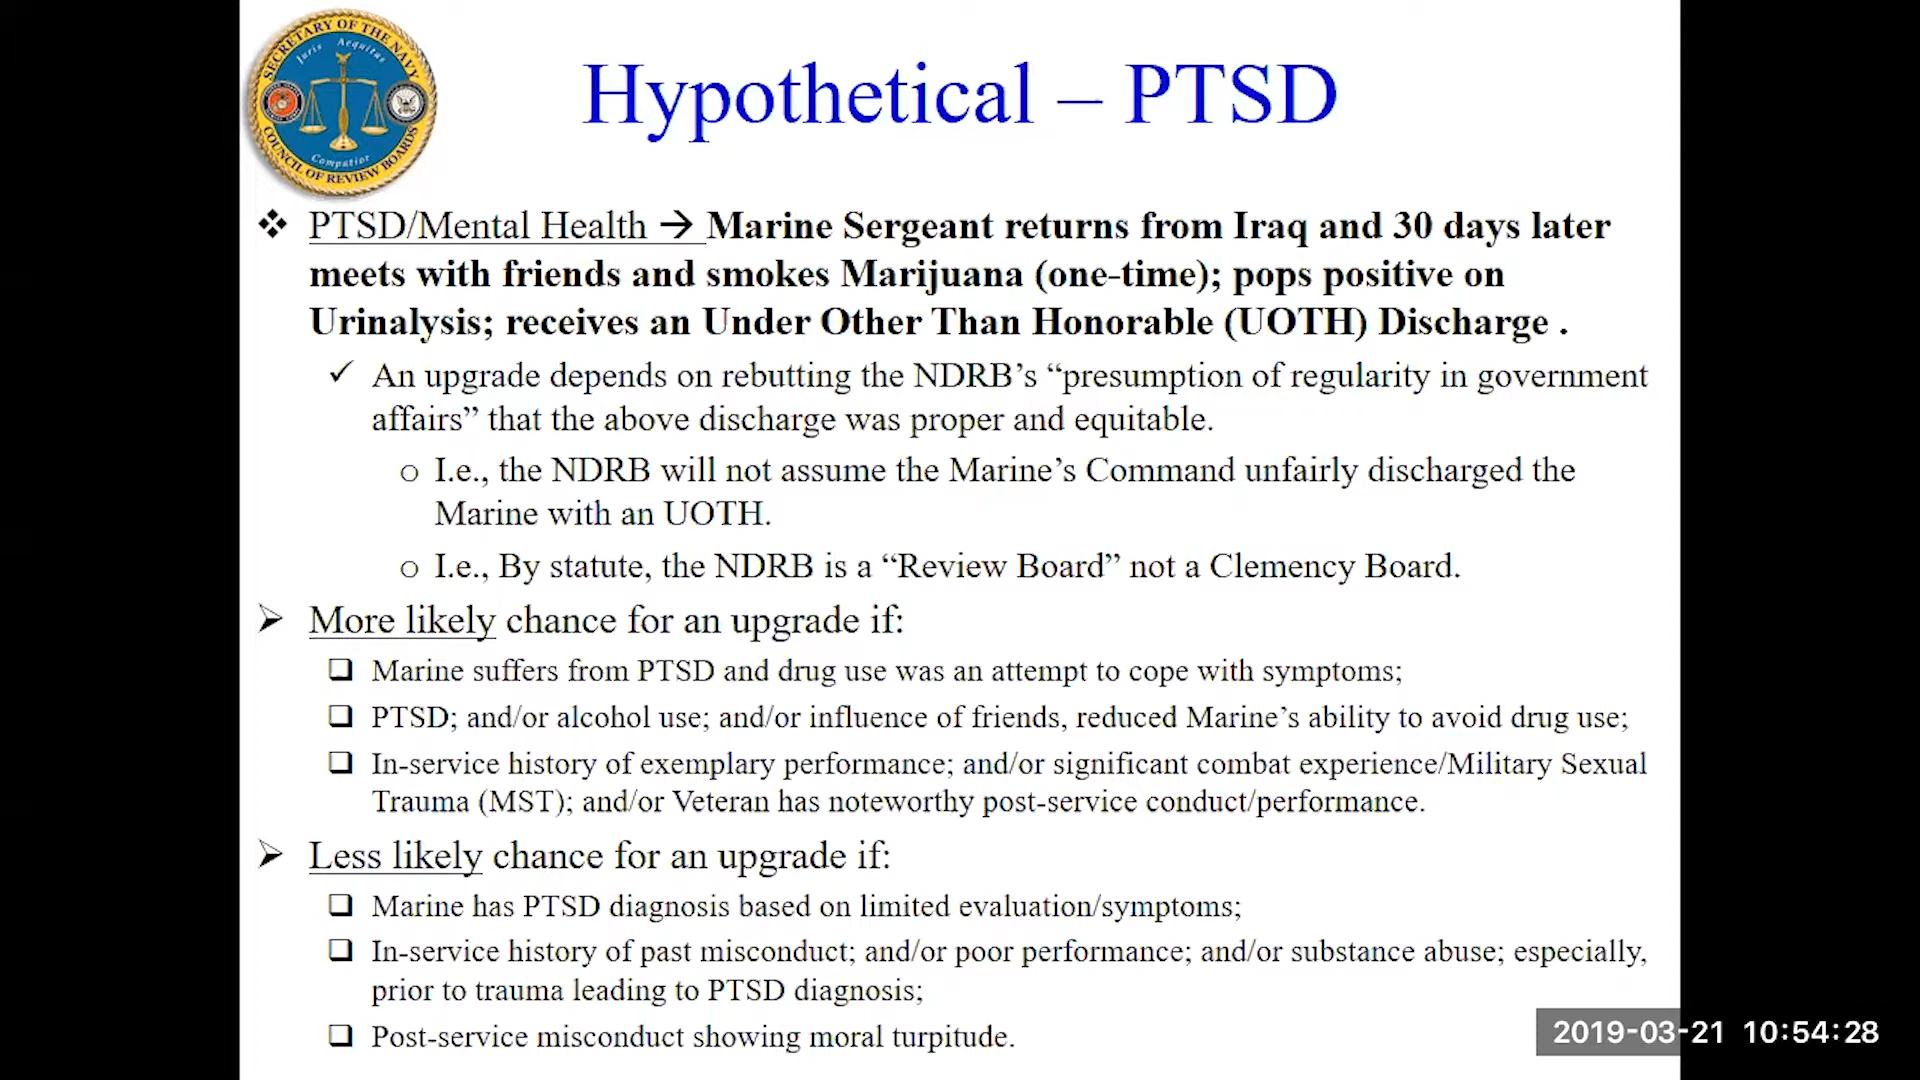 SECRETARY OF THE NAVY
Juris Acquitas
Compatior
COUNCIL OF REVIEW BOARDS
Hypothetical – PTSD
❖ PTSD/Mental Health → Marine Sergeant returns from Iraq and 30 days later
meets with friends and smokes Marijuana (one-time); pops positive on
Urinalysis; receives an Under Other Than Honorable (UOTH) Discharge .
✓ An upgrade depends on rebutting the NDRB’s “presumption of regularity in government
affairs” that the above discharge was proper and equitable.
o I.e., the NDRB will not assume the Marine’s Command unfairly discharged the
Marine with an UOTH.
o I.e., By statute, the NDRB is a “Review Board” not a Clemency Board.
➢ More likely chance for an upgrade if:
❑ Marine suffers from PTSD and drug use was an attempt to cope with symptoms;
❑ PTSD; and/or alcohol use; and/or influence of friends, reduced Marine’s ability to avoid drug use;
❑ In-service history of exemplary performance; and/or significant combat experience/Military Sexual
Trauma (MST); and/or Veteran has noteworthy post-service conduct/performance.
➢ Less likely chance for an upgrade if:
❑ Marine has PTSD diagnosis based on limited evaluation/symptoms;
❑ In-service history of past misconduct; and/or poor performance; and/or substance abuse; especially,
prior to trauma leading to PTSD diagnosis;
❑ Post-service misconduct showing moral turpitude.
2019-03-21 10:54:28